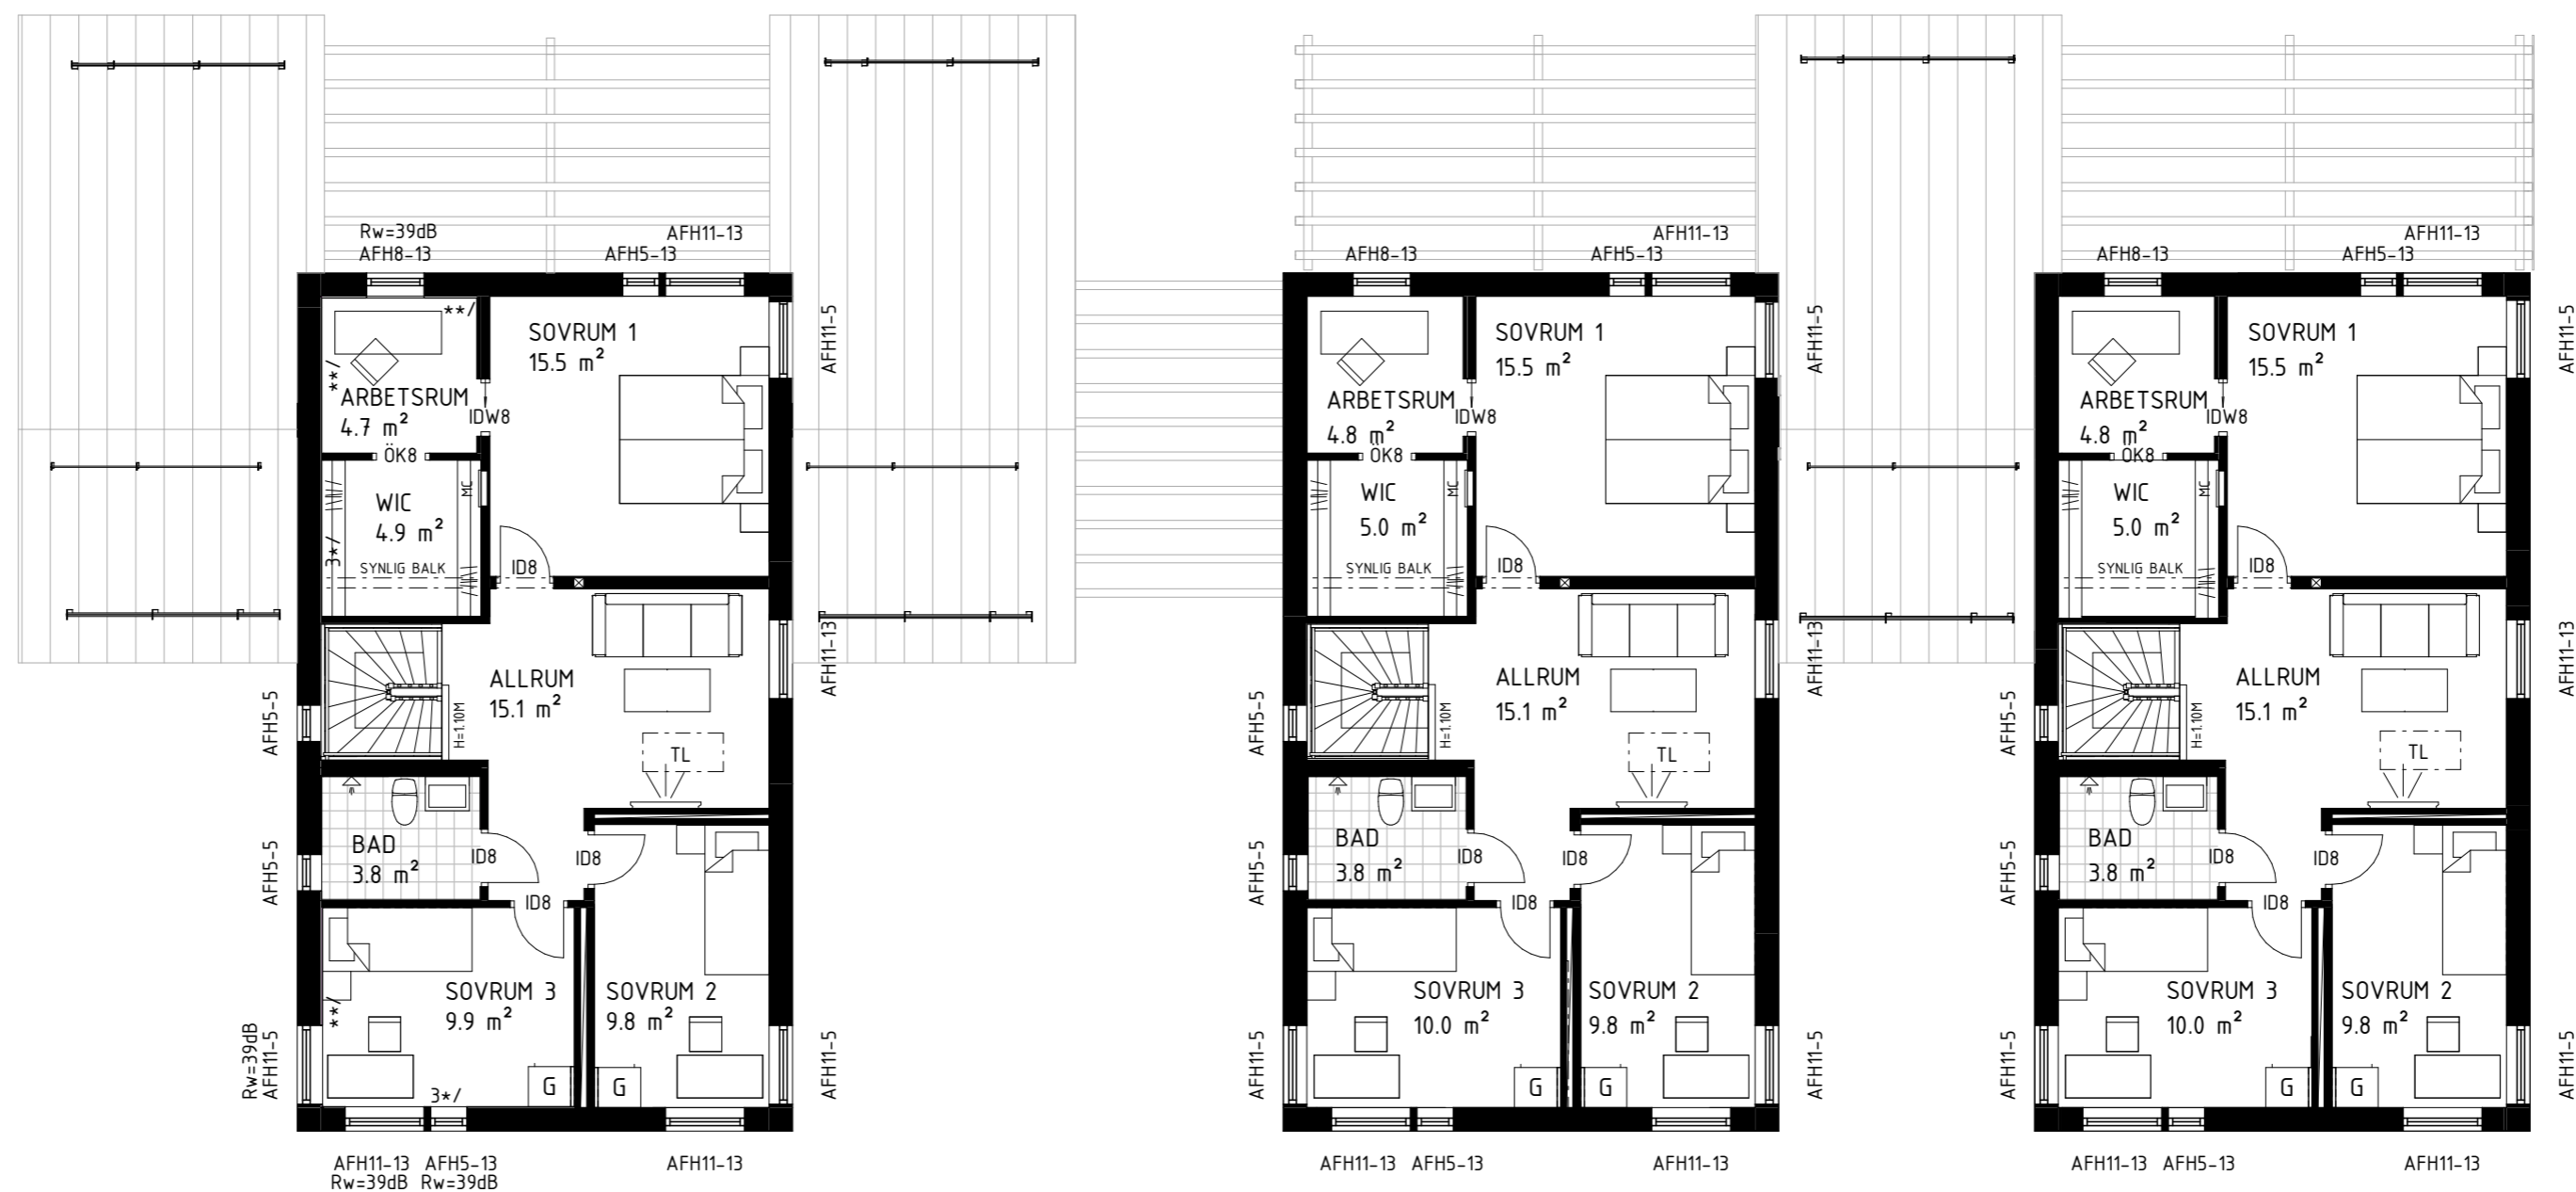 Rw=39dB
AFH8-13
AFH5-13
AFH11-13
AFH11-5
**/
**/
SOVRUM 1
15.5 m²
ARBETSRUM
4.7 m²
IDW8
ÖK8
WIC
4.9 m²
MC
3*/
SYNLIG BALK
ID8
AFH11-13
ALLRUM
15.1 m²
H=1.10M
AFH5-5
TL
BAD
3.8 m²
AFH5-5
ID8
ID8
ID8
SOVRUM 3
9.9 m²
**/
SOVRUM 2
9.8 m²
Rw=39dB
AFH11-5
AFH11-5
3*/
G
G
AFH11-13
Rw=39dB
AFH5-13
Rw=39dB
AFH11-13
AFH8-13
AFH5-13
AFH11-13
AFH11-5
SOVRUM 1
15.5 m²
ARBETSRUM
4.8 m²
IDW8
ÖK8
WIC
5.0 m²
MC
SYNLIG BALK
ID8
AFH11-13
ALLRUM
15.1 m²
H=1.10M
AFH5-5
TL
BAD
3.8 m²
AFH5-5
ID8
ID8
ID8
SOVRUM 3
10.0 m²
SOVRUM 2
9.8 m²
AFH11-5
AFH11-5
G
G
AFH11-13
AFH5-13
AFH11-13
AFH8-13
AFH5-13
AFH11-13
AFH11-5
SOVRUM 1
15.5 m²
ARBETSRUM
4.8 m²
IDW8
ÖK8
WIC
5.0 m²
MC
SYNLIG BALK
ID8
AFH11-13
ALLRUM
15.1 m²
H=1.10M
AFH5-5
TL
BAD
3.8 m²
AFH5-5
ID8
ID8
ID8
SOVRUM 3
10.0 m²
SOVRUM 2
9.8 m²
AFH11-5
AFH11-5
G
G
AFH11-13
AFH5-13
AFH11-13